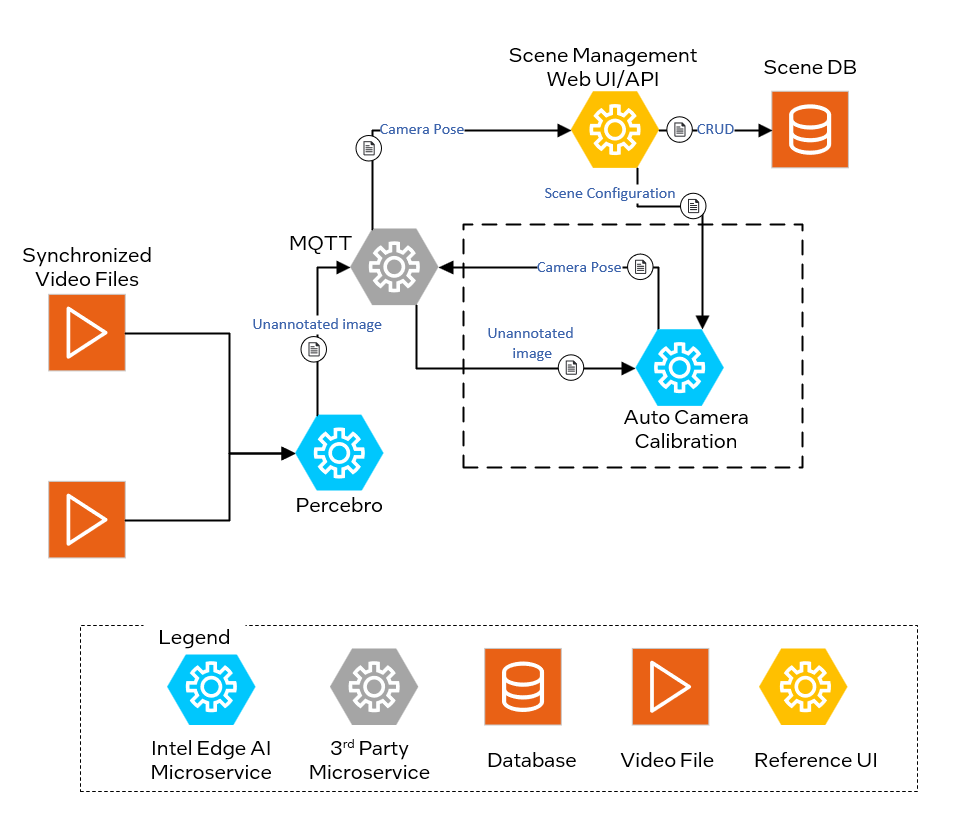 Scene Management
Web UI/API
Scene DB
Camera Pose
CRUD
Scene Configuration
MQTT
Synchronized
Video Files
Camera Pose
Unannotated image
Unannotated
image
Auto Camera
Calibration
Percebro
Legend
Intel Edge AI
Microservice
3rd Party
Microservice
Database
Video File
Reference UI